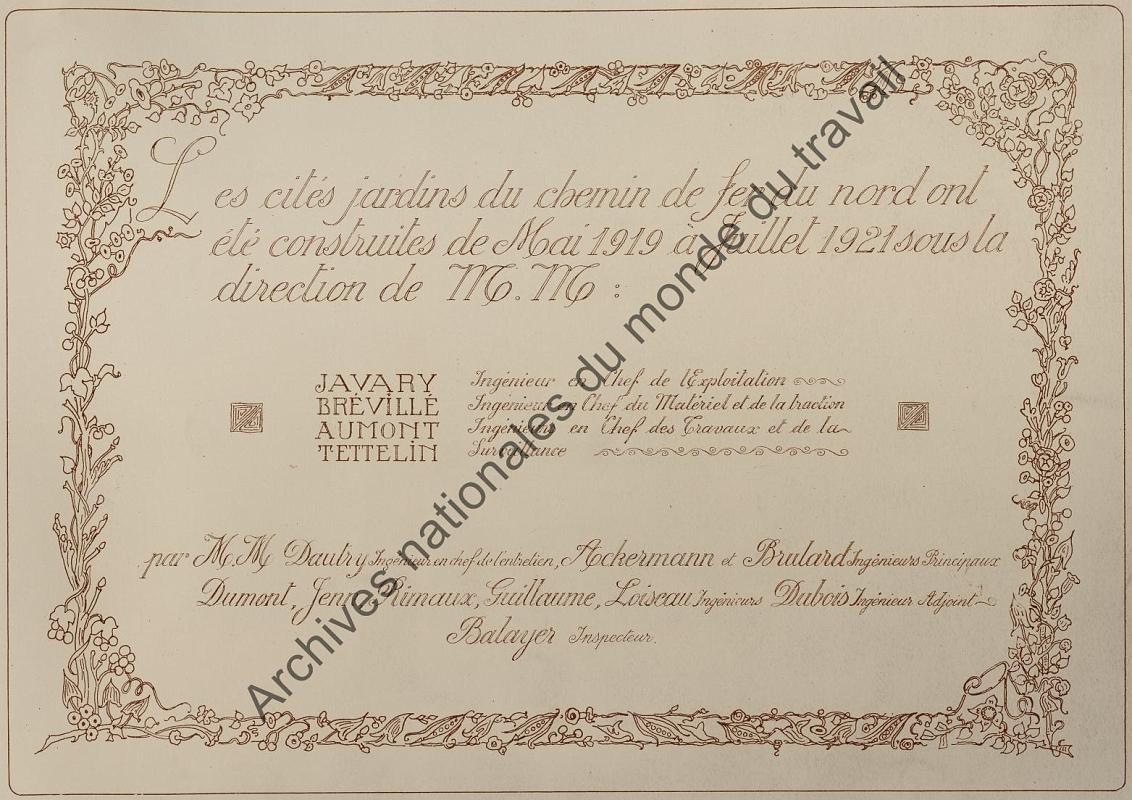 Les cités jardins du chemin de fer du nord ont
été construites de Mai 1919 à Juillet 1921 sous la
direction de M.M :
JAVARY Ingénieur en Chef de l'Exploitation
BRÉVILLÉ Ingénieur en Chef du Matériel et de la traction
AUMONT Ingénieurs en Chef des Travaux et de la
TETTELIN Surveillance
par M.M Dautry Ingénieur en chef de l'entretien, Ackermann et Brulard Ingénieurs Principaux
Dumont, Rimaux, Guillaume, Loiseau Ingénieurs Dubois Ingénieur Adjoint
Balayer Inspecteur.
Archives nationales du monde du travail